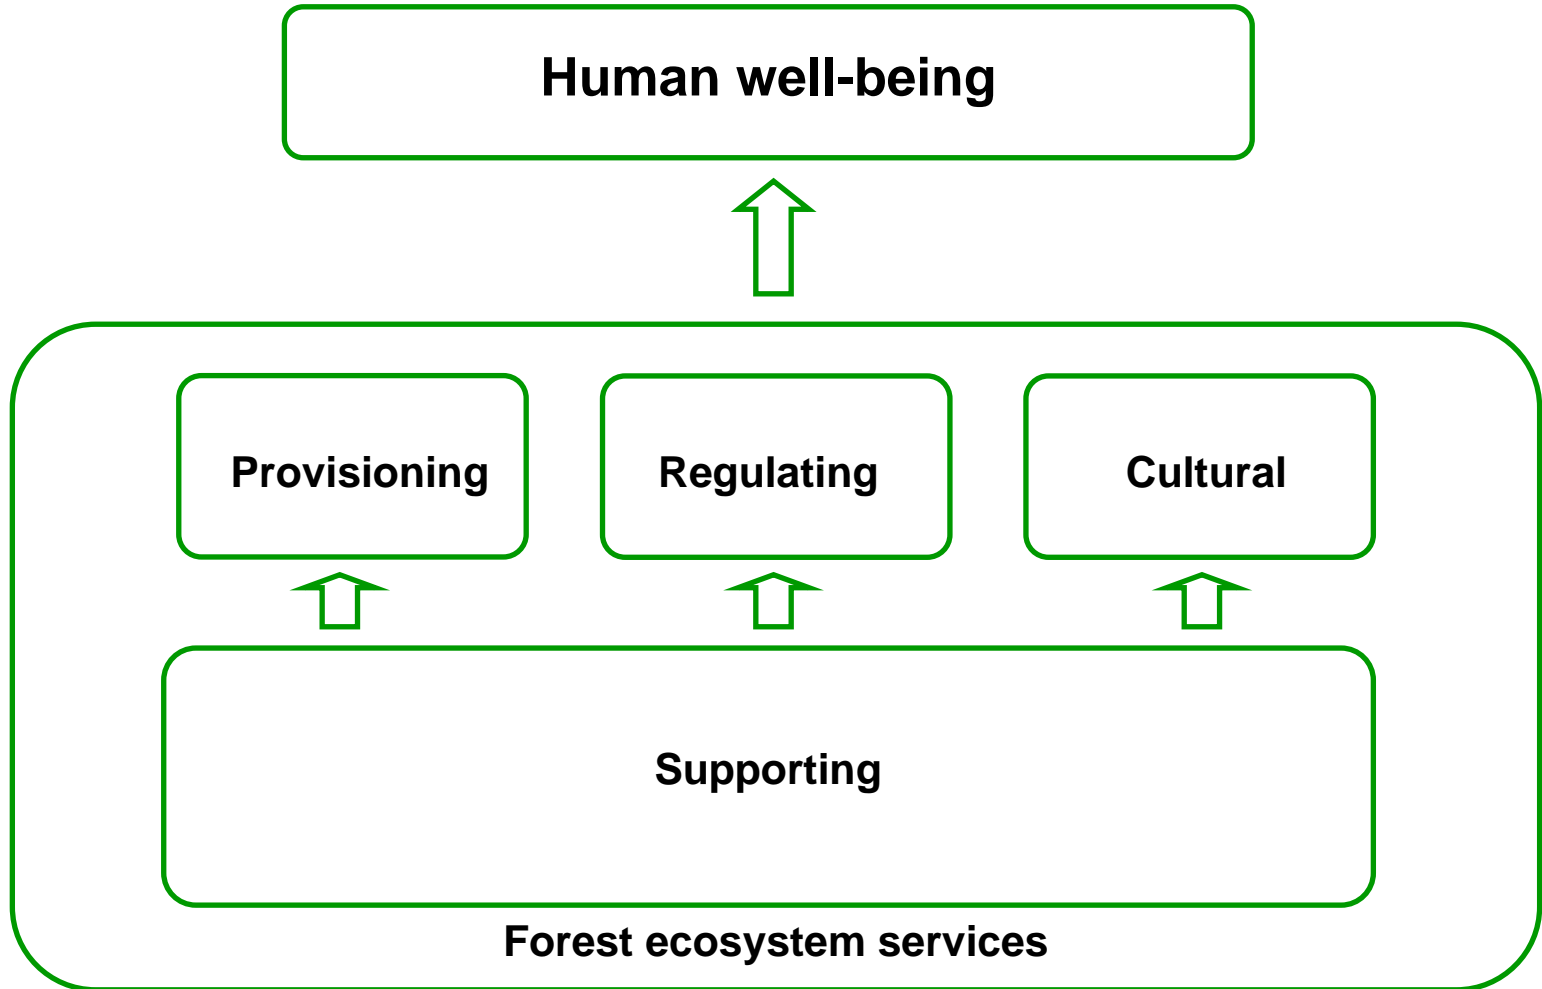 Human well-being
Provisioning
Regulating
Cultural
Supporting
Forest ecosystem services